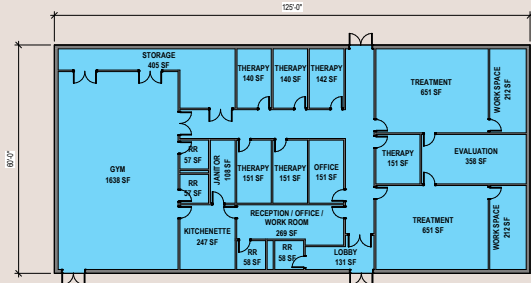 125'-0"
60'-0"
STORAGE
405 SF
THERAPY
140 SF
THERAPY
140 SF
THERAPY
142 SF
TREATMENT
651 SF
WORK SPACE
212 SF
GYM
1638 SF
RR
57 SF
JANITOR
108 SF
THERAPY
151 SF
THERAPY
151 SF
OFFICE
151 SF
THERAPY
151 SF
EVALUATION
358 SF
RR
57 SF
KITCHENETTE
247 SF
RECEPTION / OFFICE /
WORK ROOM
269 SF
RR
58 SF
RR
58 SF
LOBBY
131 SF
TREATMENT
651 SF
WORK SPACE
212 SF